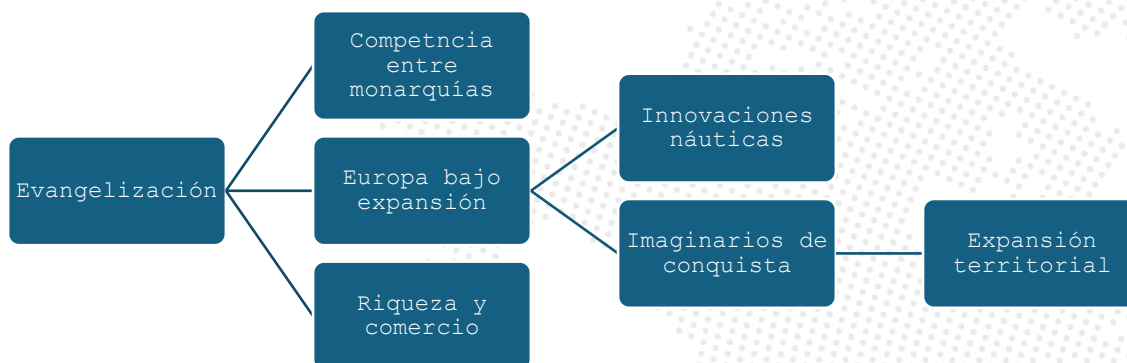 Competncia
entre
monarquías
Innovaciones
náuticas
Evangelización
Europa bajo
expansión
Imaginarios de
conquista
Expansión
territorial
Riqueza y
comercio